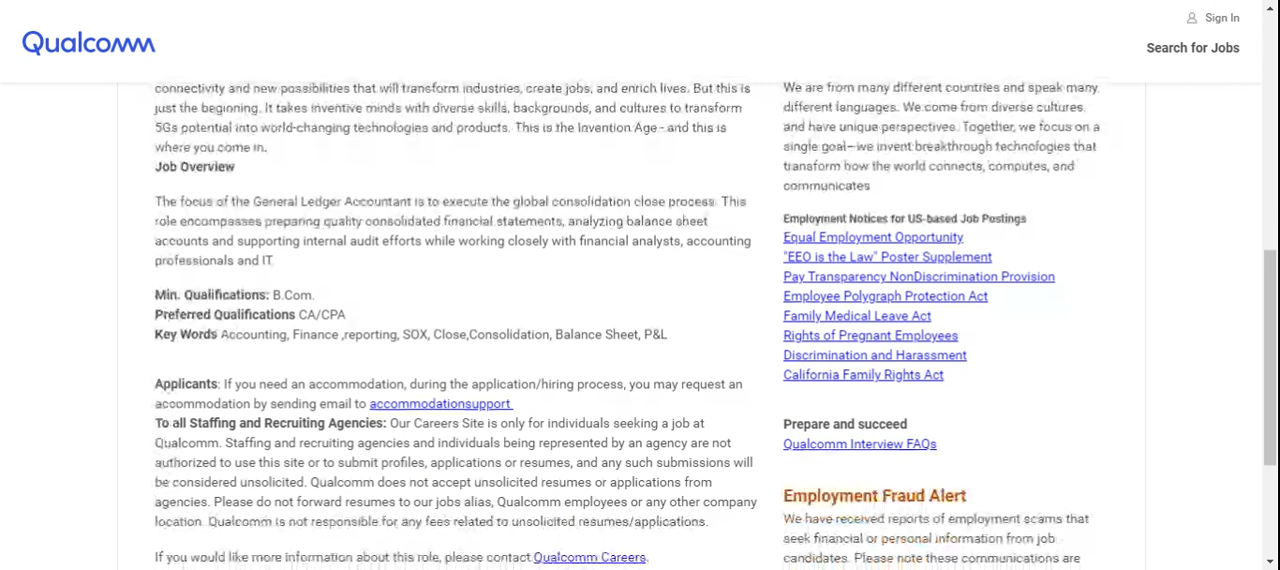 Sign In
Qualcomm
Search for Jobs
connectivity and new possibilities that will transform industries, create jobs, and enrich lives. But this is
just the beginning. It takes inventive minds with diverse skills, backgrounds, and cultures to transform
5Gs potential into world-changing technologies and products. This is the Invention Age - and this is
where you come in.
Job Overview
The focus of the General Ledger Accountant is to execute the global consolidation close process. This
role encompasses preparing quality consolidated financial statements, analyzing balance sheet
accounts and supporting internal audit efforts while working closely with financial analysts, accounting
professionals and IT.
Min. Qualifications: B.Com.
Preferred Qualifications CA/CPA
Key Words Accounting, Finance ,reporting, SOX, Close,Consolidation, Balance Sheet, P&L
Applicants: If you need an accommodation, during the application/hiring process, you may request an
accommodation by sending email to accommodationsupport
To all Staffing and Recruiting Agencies: Our Careers Site is only for individuals seeking a job at
Qualcomm. Staffing and recruiting agencies and individuals being represented by an agency are not
authorized to use this site or to submit profiles, applications or resumes, and any such submissions will
be considered unsolicited. Qualcomm does not accept unsolicited resumes or applications from
agencies. Please do not forward resumes to our jobs alias, Qualcomm employees or any other company
location. Qualcomm is not responsible for any fees related to unsolicited resumes/applications.
If you would like more information about this role, please contact Qualcomm Careers.
We are from many different countries and speak many
different languages. We come from diverse cultures
and have unique perspectives. Together, we focus on a
single goal—we invent breakthrough technologies that
transform how the world connects, computes, and
communicates
Employment Notices for US-based Job Postings
Equal Employment Opportunity
"EEO is the Law" Poster Supplement
Pay Transparency NonDiscrimination Provision
Employee Polygraph Protection Act
Family Medical Leave Act
Rights of Pregnant Employees
Discrimination and Harassment
California Family Rights Act
Prepare and succeed
Qualcomm Interview FAQs
Employment Fraud Alert
We have received reports of employment scams that
seek financial or personal information from job
candidates. Please note these communications are